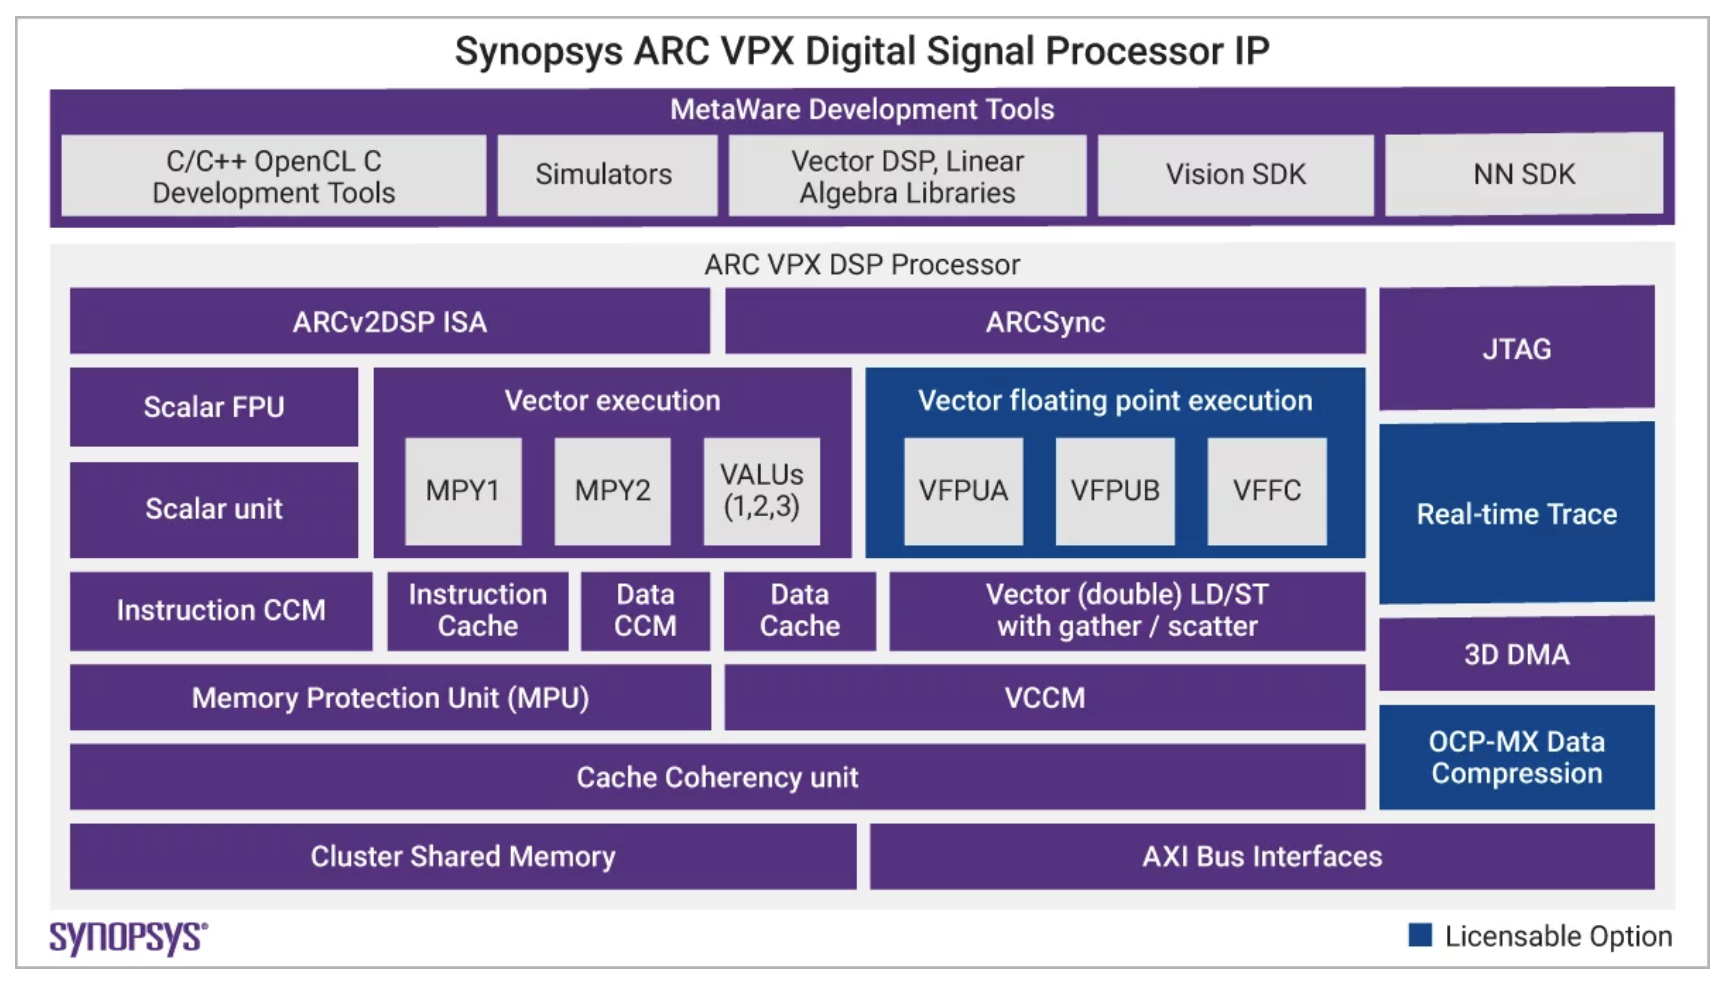 Synopsys ARC VPX Digital Signal Processor IP
MetaWare Development Tools
C/C++ OpenCL C
Development Tools
Simulators
Vector DSP, Linear
Algebra Libraries
Vision SDK
NN SDK
ARC VPX DSP Processor
ARCv2DSP ISA
ARCSync
JTAG
Scalar FPU
Scalar unit
Vector execution
MPY1
MPY2
VALUs
(1,2,3)
Vector floating point execution
VFPUA
VFPUB
VFFC
Real-time Trace
Instruction CCM
Instruction
Cache
Data
CCM
Data
Cache
Vector (double) LD/ST
with gather / scatter
3D DMA
Memory Protection Unit (MPU)
VCCM
OCP-MX Data
Compression
Cache Coherency unit
Cluster Shared Memory
AXI Bus Interfaces
SYNOPSYS®
Licensable Option